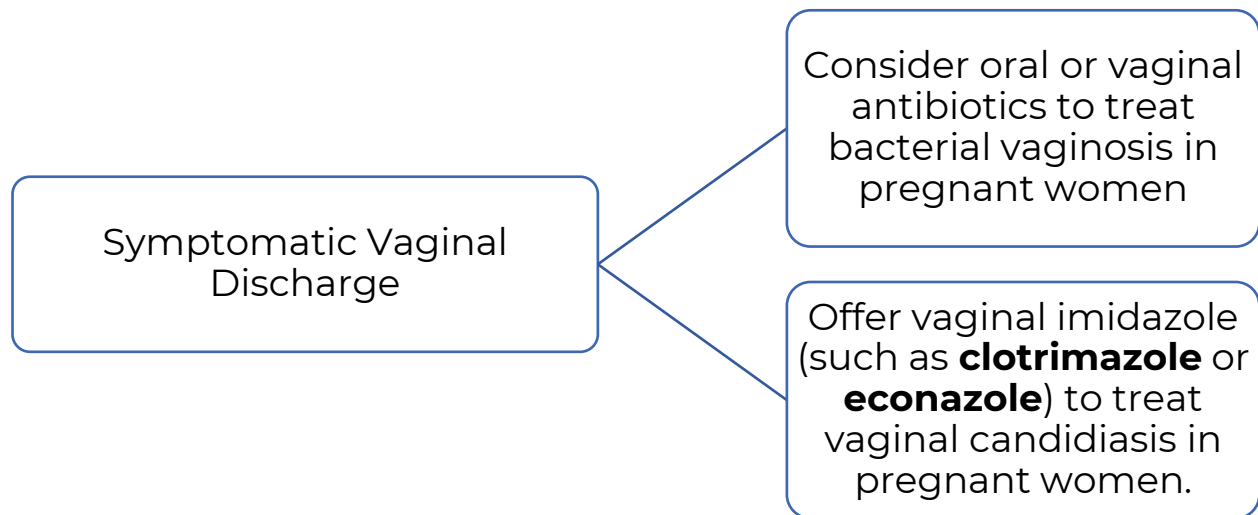 Symptomatic Vaginal
Discharge
Consider oral or vaginal
antibiotics to treat
bacterial vaginosis in
pregnant women
Offer vaginal imidazole
(such as clotrimazole or
econazole) to treat
vaginal candidiasis in
pregnant women.